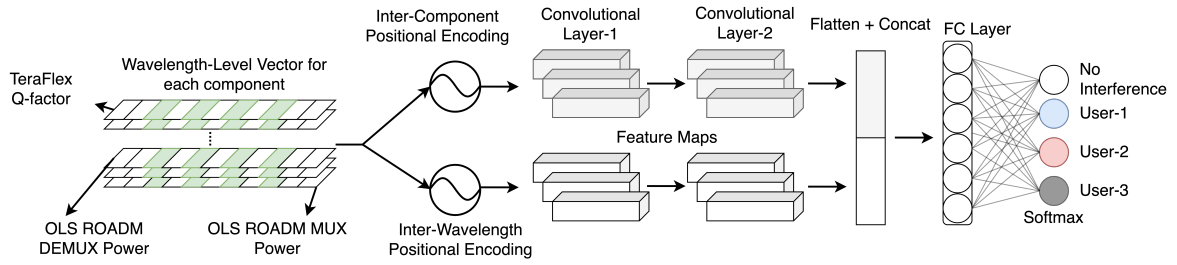 TeraFlex
Q-factor
Wavelength-Level Vector for
each component
OLS ROADM
DEMUX Power
OLS ROADM MUX
Power
Inter-Component
Positional Encoding
Inter-Wavelength
Positional Encoding
Convolutional
Layer-1
Convolutional
Layer-2
Feature Maps
Flatten + Concat
FC Layer
No
Interference
User-1
User-2
User-3
Softmax